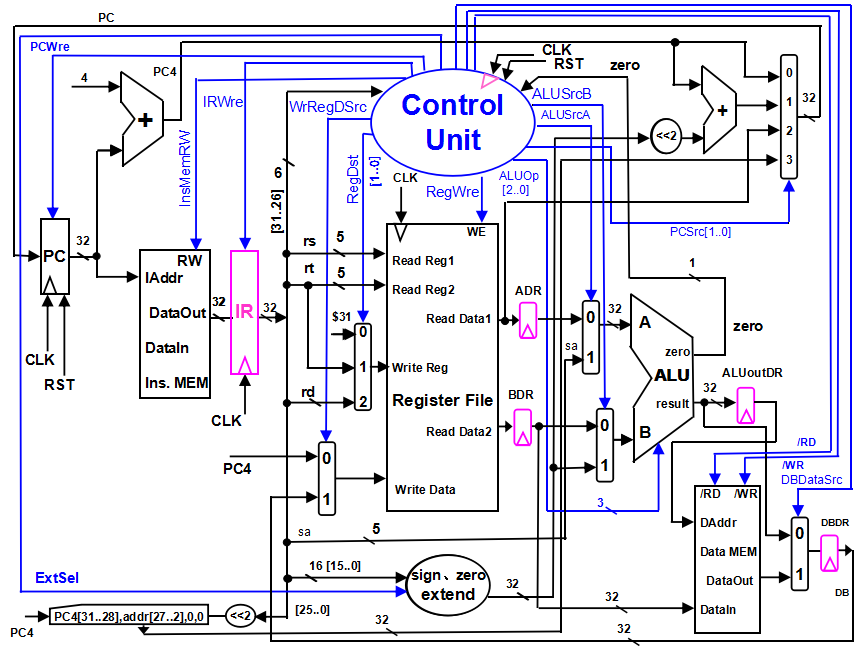 PC
CLK
RST
PCWre
zero
4
PC4
IRWre
WrRegDSrc
Control
Unit
ALUSrcB
ALUSrcA
0
1
2
3
32
+
+
<<2
InsMemRW
6
[31..26]
RegDst
[1..0]
CLK
RegWre
ALUOp
[2..0]
PCSrc[1..0]
WE
PC
32
RW
IAddr
DataOut
DataIn
Ins. MEM
32
IR
32
CLK
RST
CLK
rs
5
rt
5
$31
0
1
2
rd
Read Reg1
Read Reg2
Read Data1
Write Reg
Register File
Read Data2
Write Data
ADR
BDR
0
1
sa
32
0
1
A
B
zero
ALU
result
1
zero
32
ALUoutDR
3
/RD
/WR
DBDataSrc
/RD
/WR
DAddr
Data MEM
DataOut
DataIn
0
1
DBDR
DB
PC4
0
1
sa
5
ExtSel
16 [15..0]
sign、zero
extend
32
32
[25..0]
PC4
PC4[31..28],addr[27..2],0,0
<<2
32
32